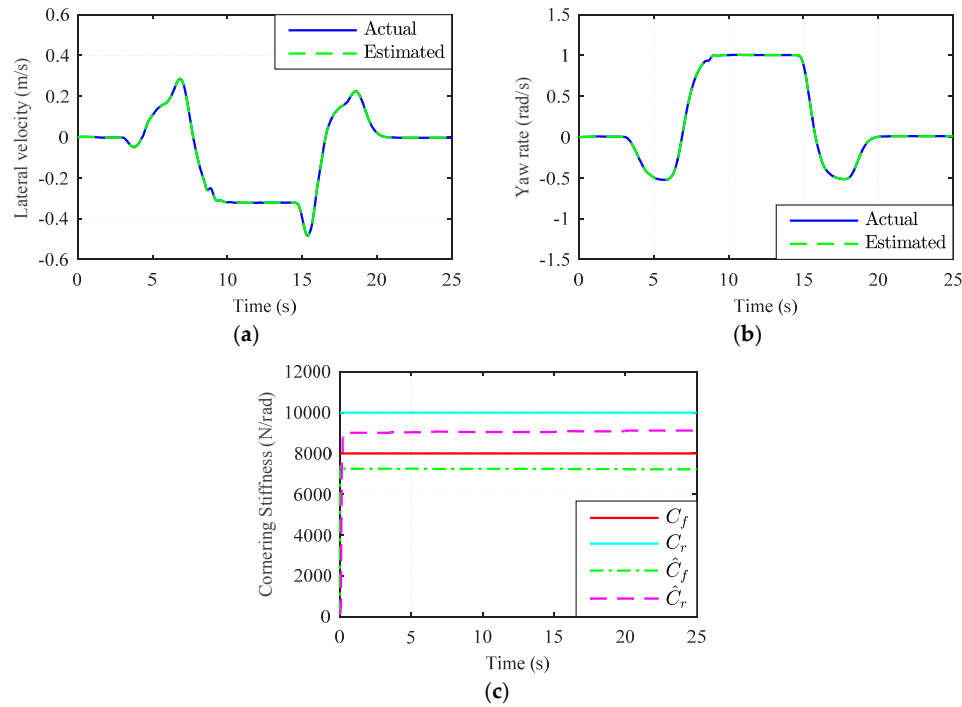 Lateral velocity (m/s)
0.6
0.4
0.2
0
-0.2
-0.4
-0.6
Actual
Estimated
0 5 10 15 20 25
Time (s)
(a)
Yaw rate (rad/s)
1.5
1
0.5
0
-0.5
-1
-1.5
Actual
Estimated
0 5 10 15 20 25
Time (s)
(b)
Cornering Stiffness (N/rad)
12000
10000
8000
6000
4000
2000
0
C_f
C_r
Ĉ_f
Ĉ_r
0 5 10 15 20 25
Time (s)
(c)